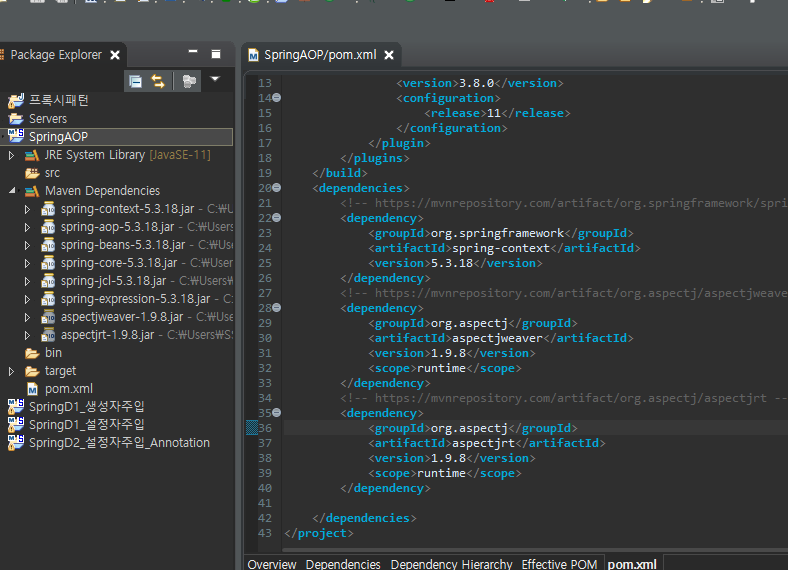 Package Explorer
프록시패턴
Servers
SpringAOP
JRE System Library [JavaSE-11]
src
Maven Dependencies
spring-context-5.3.18.jar - C:₩U
spring-aop-5.3.18.jar - C:₩Users
spring-beans-5.3.18.jar - C:₩Use
spring-core-5.3.18.jar - C:₩Users
spring-jcl-5.3.18.jar - C:₩Users₩
spring-expression-5.3.18.jar - C:
aspectjweaver-1.9.8.jar - C:₩Use
aspectjrt-1.9.8.jar - C:₩Users₩S
bin
target
pom.xml
SpringD1_생성자주입
SpringD1_설정자주입
SpringD2_설정자주입_Annotation
SpringAOP/pom.xml
13 <version>3.8.0</version>
14 <configuration>
15 <release>11</release>
16 </configuration>
17 </plugin>
18 </plugins>
19 </build>
20 <dependencies>
21 <!-- https://mvnrepository.com/artifact/org.springframework/spri
22 <dependency>
23 <groupId>org.springframework</groupId>
24 <artifactId>spring-context</artifactId>
25 <version>5.3.18</version>
26 </dependency>
27 <!-- https://mvnrepository.com/artifact/org.aspectj/aspectjweaver
28 <dependency>
29 <groupId>org.aspectj</groupId>
30 <artifactId>aspectjweaver</artifactId>
31 <version>1.9.8</version>
32 <scope>runtime</scope>
33 </dependency>
34 <!-- https://mvnrepository.com/artifact/org.aspectj/aspectjrt --
35 <dependency>
36 <groupId>org.aspectj</groupId>
37 <artifactId>aspectjrt</artifactId>
38 <version>1.9.8</version>
39 <scope>runtime</scope>
40 </dependency>
41
42 </dependencies>
43 </project>
Overview Dependencies Dependency Hierarchy Effective POM pom.xml